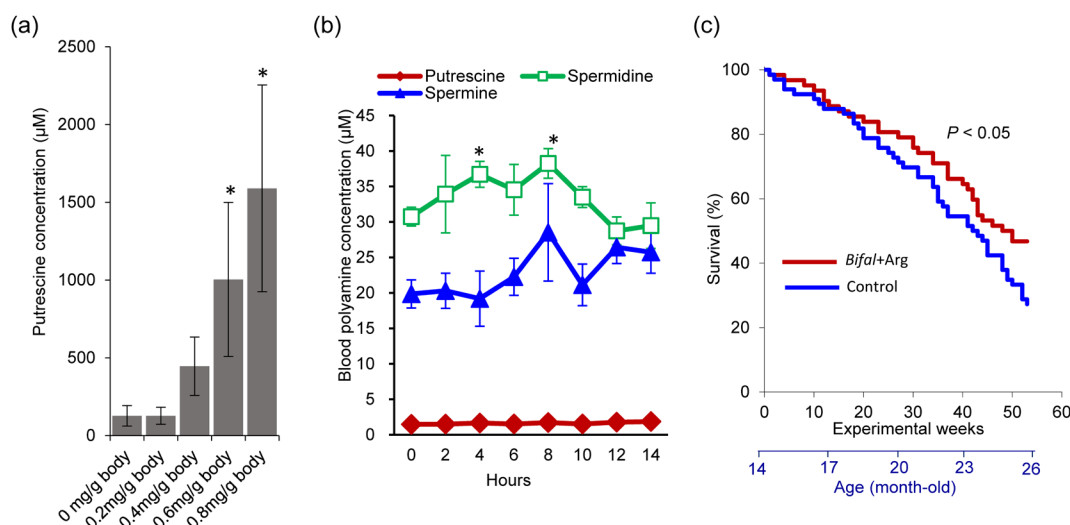 (a)
2500
2000
1500
1000
500
0
Putrescine concentration (µM)
*
*
0 mg/g body
0.2mg/g body
0.4mg/g body
0.6mg/g body
0.8mg/g body
(b)
Putrescine
Spermidine
Spermine
45
40
35
30
25
20
15
10
5
0
Blood polyamine concentration (µM)
*
*
0 2 4 6 8 10 12 14
Hours
(c)
100
80
60
40
20
0
Survival (%)
P < 0.05
Bifal+Arg
Control
0 10 20 30 40 50 60
Experimental weeks
14 17 20 23 26
Age (month-old)